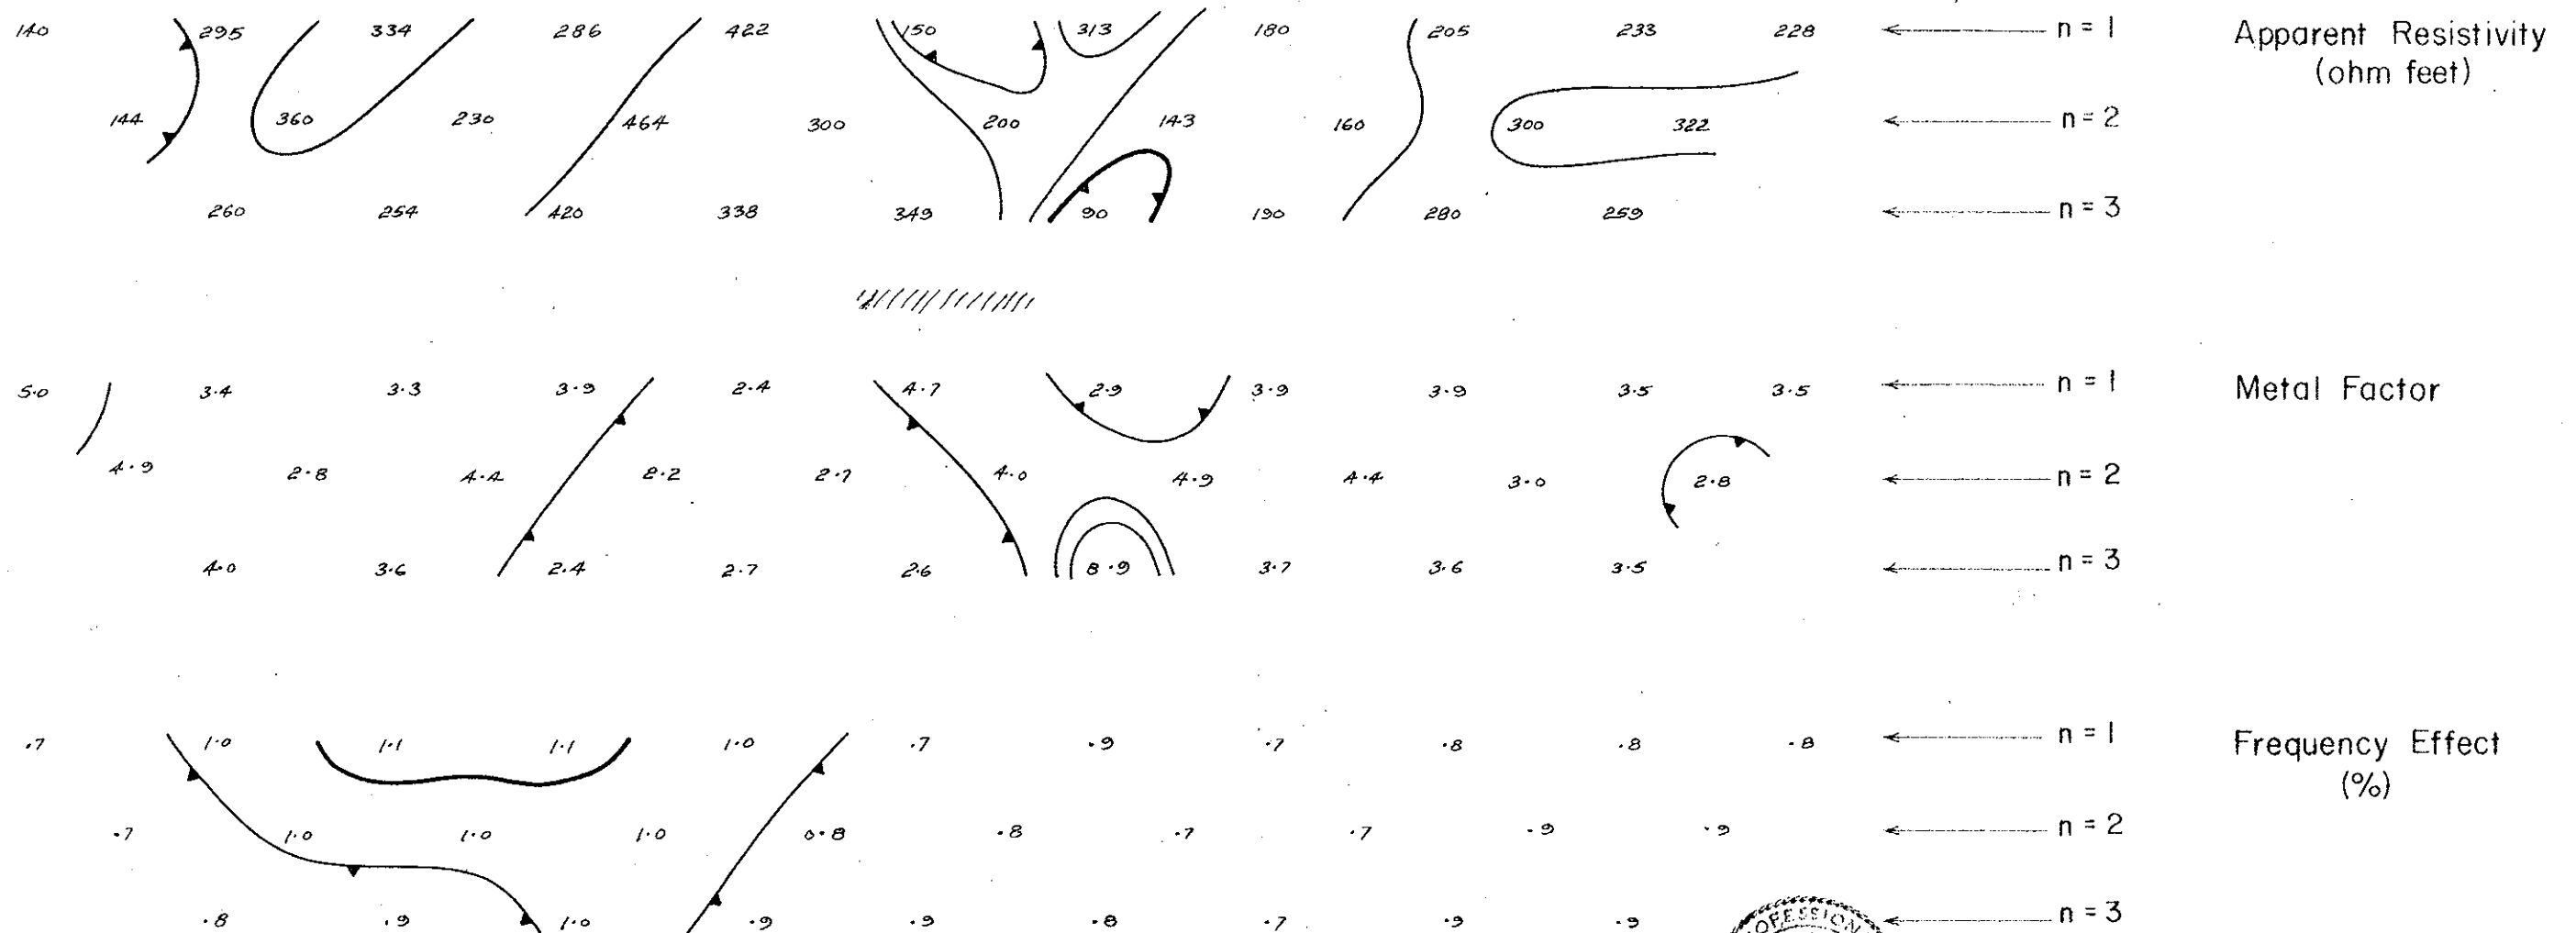 140 295 334 286 422 150 313 180 205 233 228 n = 1 Apparent Resistivity
(ohm feet)
144 360 230 464 300 200 143 160 300 322 n = 2
260 254 420 338 349 90 190 280 259 n = 3
5.0 3.4 3.3 3.9 2.4 4.7 2.9 3.9 3.9 3.5 3.5 n = 1 Metal Factor
4.9 2.8 4.4 2.2 2.7 4.0 4.9 4.4 3.0 2.8 n = 2
4.0 3.6 2.4 2.7 2.6 8.9 3.7 3.6 3.5 n = 3
.7 1.0 1.1 1.1 1.0 .7 .9 .7 .8 .8 .8 n = 1 Frequency Effect
(%)
.7 1.0 1.0 1.0 0.8 .8 .7 .7 .9 .9 n = 2
.8 .9 1.0 .9 .9 .8 .7 .9 .9 n = 3
OFESSION